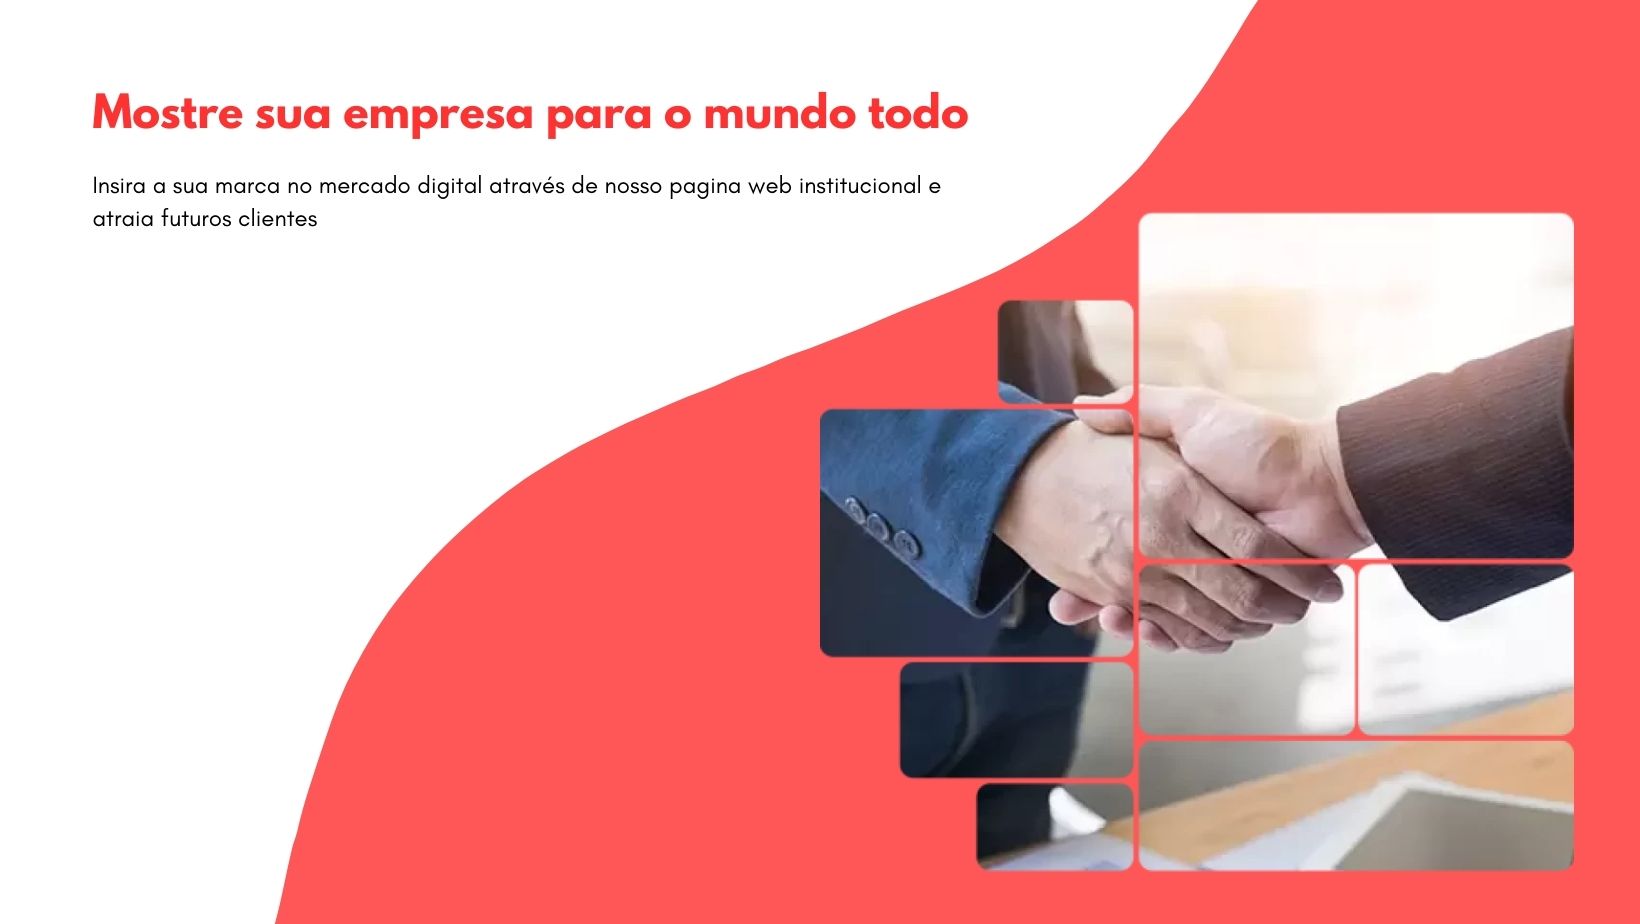 Mostre sua empresa para o mundo todo
Insira a sua marca no mercado digital através de nosso pagina web institucional e
atraia futuros clientes